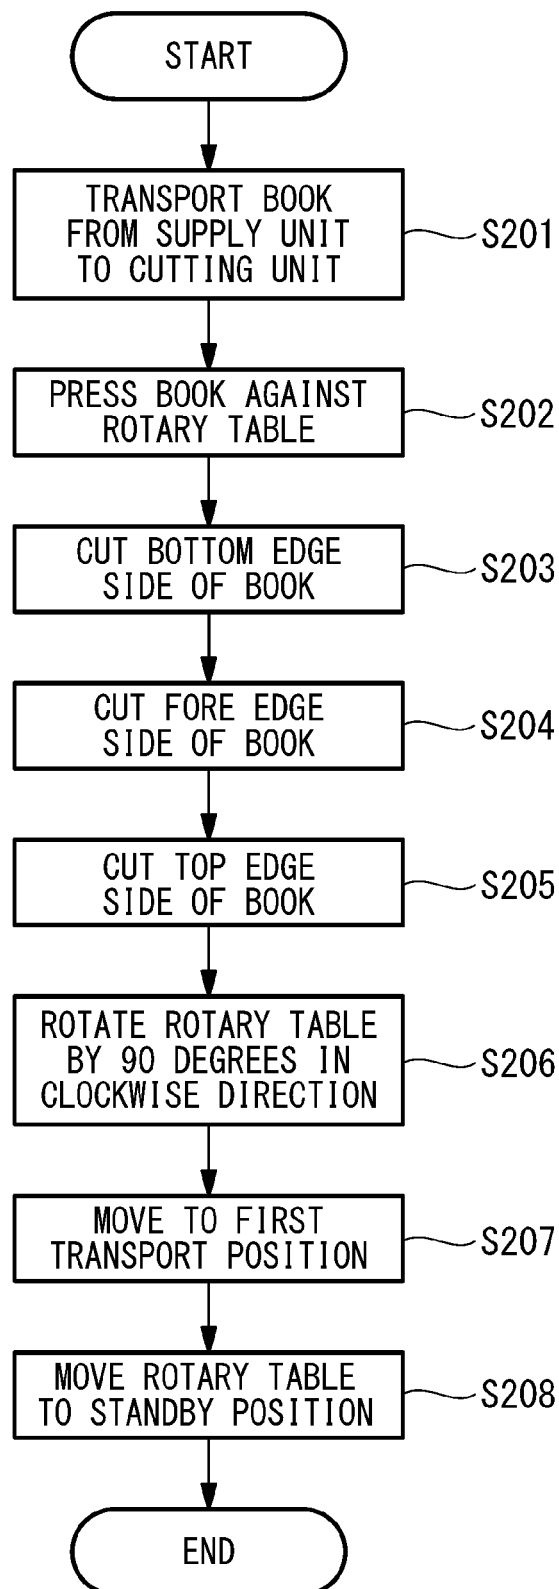 START
TRANSPORT BOOK
FROM SUPPLY UNIT
TO CUTTING UNIT
S201
PRESS BOOK AGAINST
ROTARY TABLE
S202
CUT BOTTOM EDGE
SIDE OF BOOK
S203
CUT FORE EDGE
SIDE OF BOOK
S204
CUT TOP EDGE
SIDE OF BOOK
S205
ROTATE ROTARY TABLE
BY 90 DEGREES IN
CLOCKWISE DIRECTION
S206
MOVE TO FIRST
TRANSPORT POSITION
S207
MOVE ROTARY TABLE
TO STANDBY POSITION
S208
END